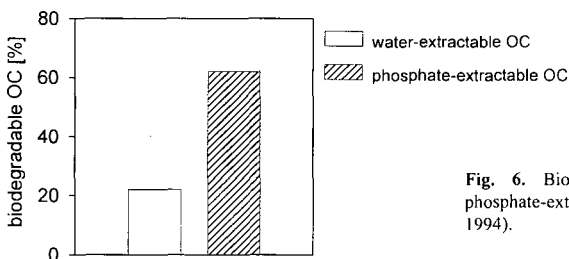 80
60
40
20
0
biodegradable OC [%]
water-extractable OC
phosphate-extractable OC
Fig. 6. Bio
phosphate-ext
1994).